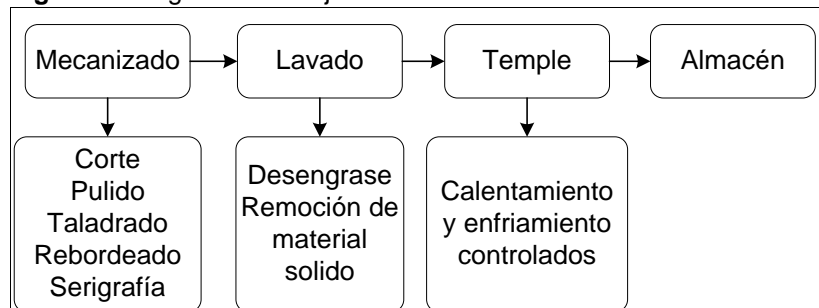 Mecanizado
Lavado
Temple
Almacén
Corte
Pulido
Taladrado
Rebordeado
Serigrafía
Desengrase
Remoción de
material
solido
Calentamiento
y enfriamiento
controlados